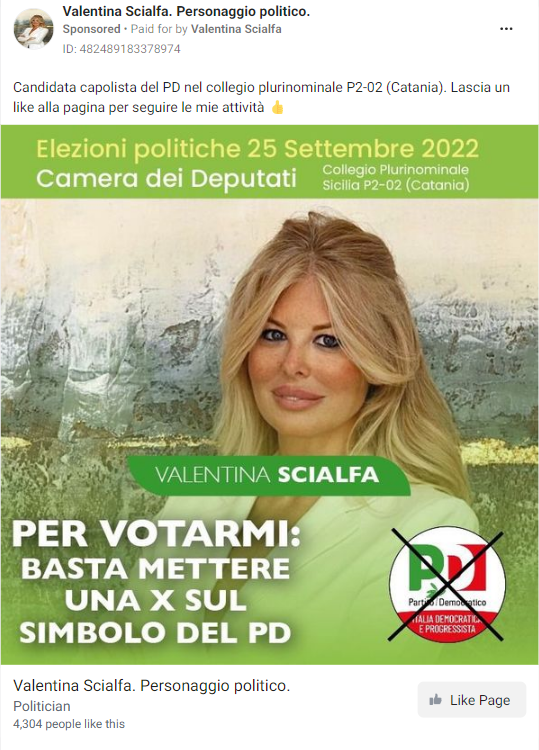 Valentina Scialfa. Personaggio politico.
Sponsored • Paid for by Valentina Scialfa
ID: 482489183378974
Candidata capolista del PD nel collegio plurinominale P2-02 (Catania). Lascia un
like alla pagina per seguire le mie attività 👍
Elezioni politiche 25 Settembre 2022
Camera dei Deputati
Collegio Plurinominale
Sicilia P2-02 (Catania)
VALENTINA SCIALFA
PER VOTARMI:
BASTA METTERE
UNA X SUL
SIMBOLO DEL PD
PD
Partito Democratico
ITALIA DEMOCRATICA
E PROGRESSISTA
Valentina Scialfa. Personaggio politico.
Politician
4,304 people like this
Like Page